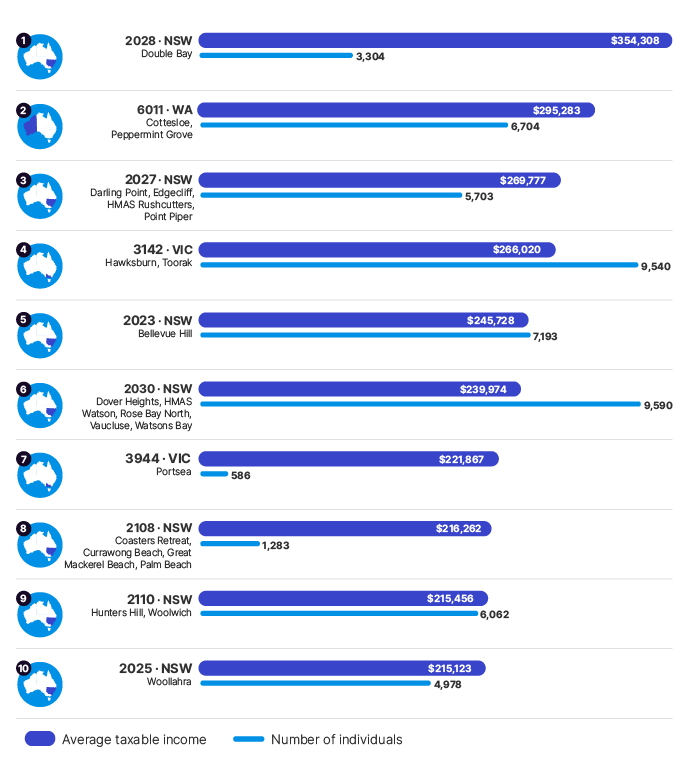 1
2028 · NSW
Double Bay
$354,308
3,304
2
6011 · WA
Cottesloe,
Peppermint Grove
$295,283
6,704
3
2027 · NSW
Darling Point, Edgecliff,
HMAS Rushcutters,
Point Piper
$269,777
5,703
4
3142 · VIC
Hawksburn, Toorak
$266,020
9,540
5
2023 · NSW
Bellevue Hill
$245,728
7,193
6
2030 · NSW
Dover Heights, HMAS
Watson, Rose Bay North,
Vaucluse, Watsons Bay
$239,974
9,590
7
3944 · VIC
Portsea
$221,867
586
8
2108 · NSW
Coasters Retreat,
Currawong Beach, Great
Mackerel Beach, Palm Beach
$216,262
1,283
9
2110 · NSW
Hunters Hill, Woolwich
$215,456
6,062
10
2025 · NSW
Woollahra
$215,123
4,978
Average taxable income
Number of individuals